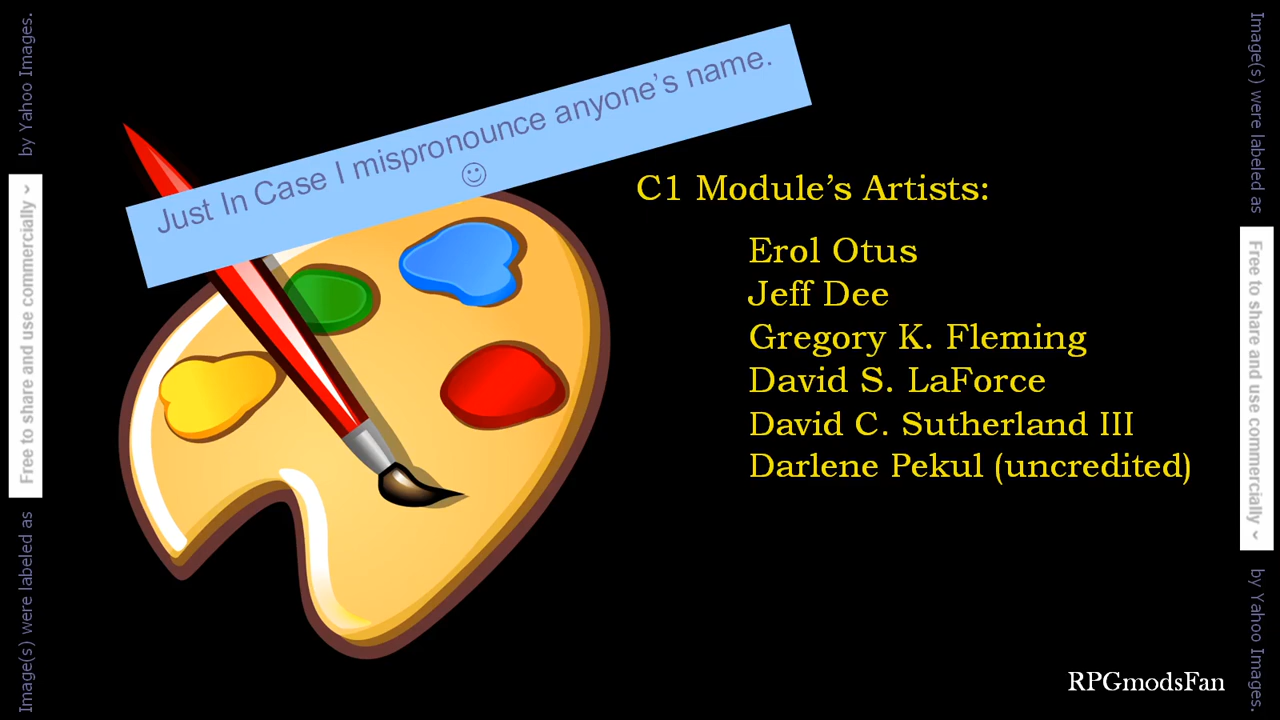 Just In Case I mispronounce anyone's name.
☺
C1 Module's Artists:
Erol Otus
Jeff Dee
Gregory K. Fleming
David S. LaForce
David C. Sutherland III
Darlene Pekul (uncredited)
RPGmodsFan
Image(s) were labeled as Free to share and use commercially by Yahoo Images.
Image(s) were labeled as Free to share and use commercially by Yahoo Images.